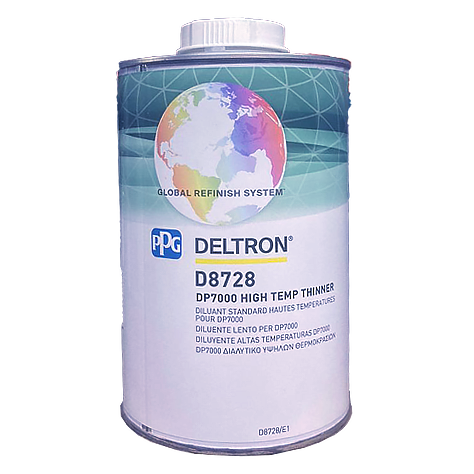 GLOBAL REFINISH SYSTEM™
PPG DELTRON®
D8728
DP7000 HIGH TEMP THINNER
DILUANT STANDARD HAUTES TEMPERATURES
POUR DP7000
DILUENTE LENTO PER DP7000
DILUYENTE ALTAS TEMPERATURAS DP7000
DP7000 ΔΙΑΛΥΤΙΚΟ ΥΨΗΛΩΝ ΘΕΡΜΟΚΡΑΣΙΩΝ
D8728/E1